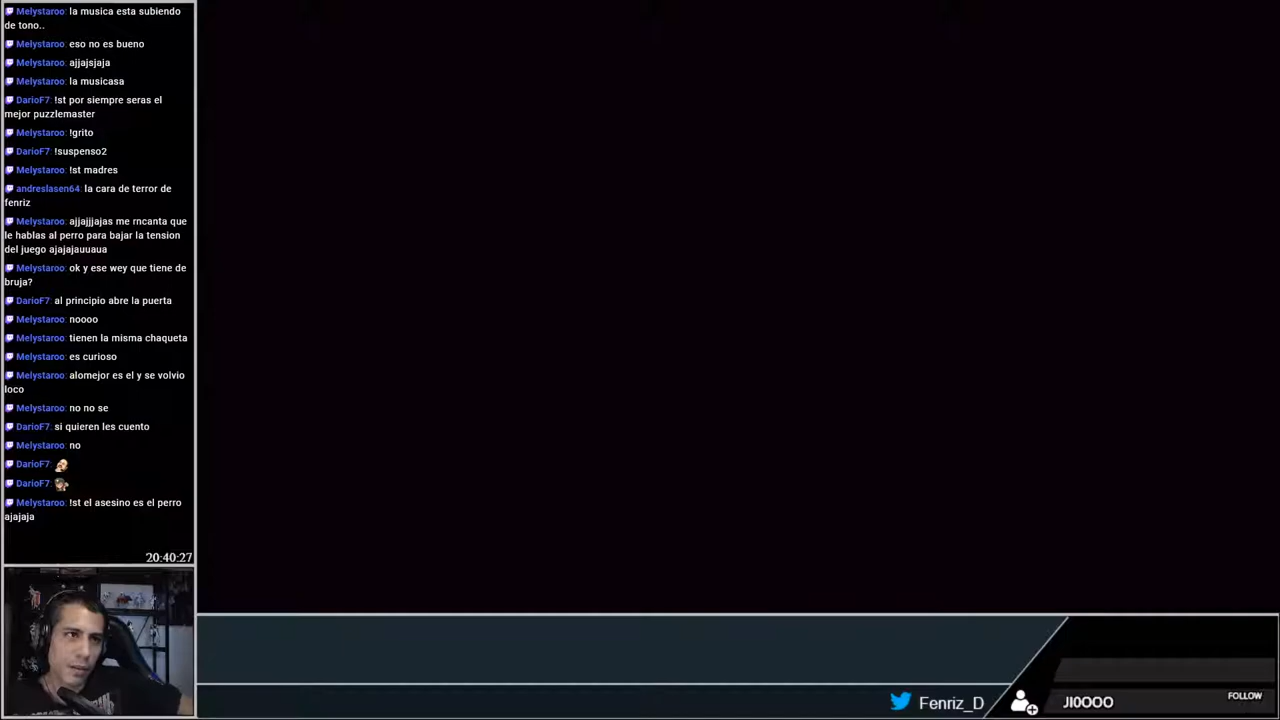 Melystaroo: la musica esta subiendo
de tono..
Melystaroo: eso no es bueno
Melystaroo: ajjajsjaja
Melystaroo: la musicasa
DarioF7: !st por siempre seras el
mejor puzzlemaster
Melystaroo: !grito
DarioF7: !suspenso2
Melystaroo: !st madres
andreslasen64: la cara de terror de
fenriz
Melystaroo: ajjajjjajas me rncanta que
le hablas al perro para bajar la tension
del juego ajajajauuaua
Melystaroo: ok y ese wey que tiene de
bruja?
DarioF7: al principio abre la puerta
Melystaroo: noooo
Melystaroo: tienen la misma chaqueta
Melystaroo: es curioso
Melystaroo: alomejor es el y se volvio
loco
Melystaroo: no no se
DarioF7: si quieren les cuento
Melystaroo: no
DarioF7:
DarioF7:
Melystaroo: !st el asesino es el perro
ajajaja
20:40:27
Fenriz_D
JI0OOO
FOLLOW